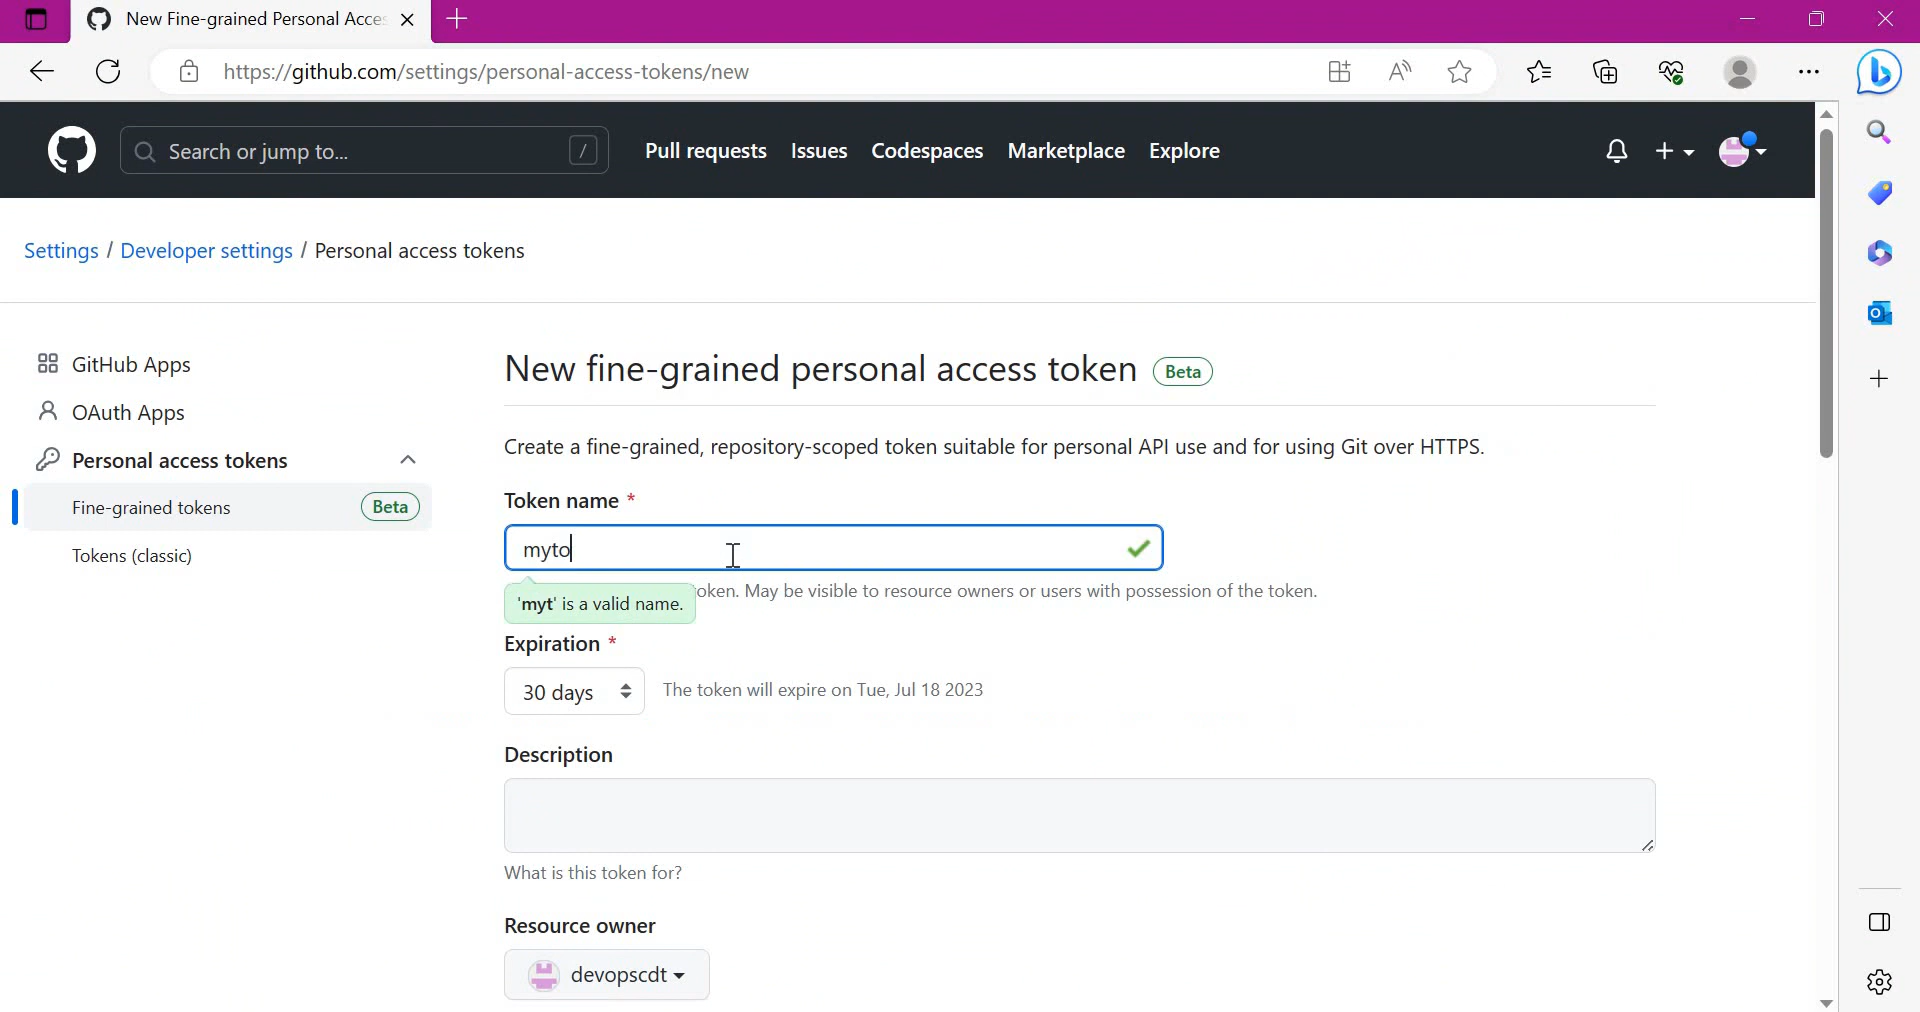 New Fine-grained Personal Acce
https://github.com/settings/personal-access-tokens/new
Search or jump to... /
Pull requests Issues Codespaces Marketplace Explore
Settings / Developer settings / Personal access tokens
GitHub Apps
OAuth Apps
Personal access tokens
Fine-grained tokens Beta
Tokens (classic)
New fine-grained personal access token Beta
Create a fine-grained, repository-scoped token suitable for personal API use and for using Git over HTTPS.
Token name *
myto
'myt' is a valid name.
oken. May be visible to resource owners or users with possession of the token.
Expiration *
30 days The token will expire on Tue, Jul 18 2023
Description
What is this token for?
Resource owner
devopscdt